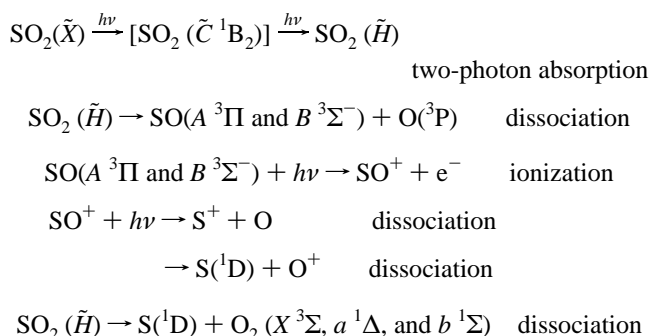 SO₂(X̃) —hν→ [SO₂ (C̃ ¹B₂)] —hν→ SO₂ (H̃)
two-photon absorption
SO₂ (H̃) → SO(A ³Π and B ³Σ⁻) + O(³P) dissociation
SO(A ³Π and B ³Σ⁻) + hν → SO⁺ + e⁻ ionization
SO⁺ + hν → S⁺ + O dissociation
→ S(¹D) + O⁺ dissociation
SO₂ (H̃) → S(¹D) + O₂ (X ³Σ, a ¹Δ, and b ¹Σ) dissociation